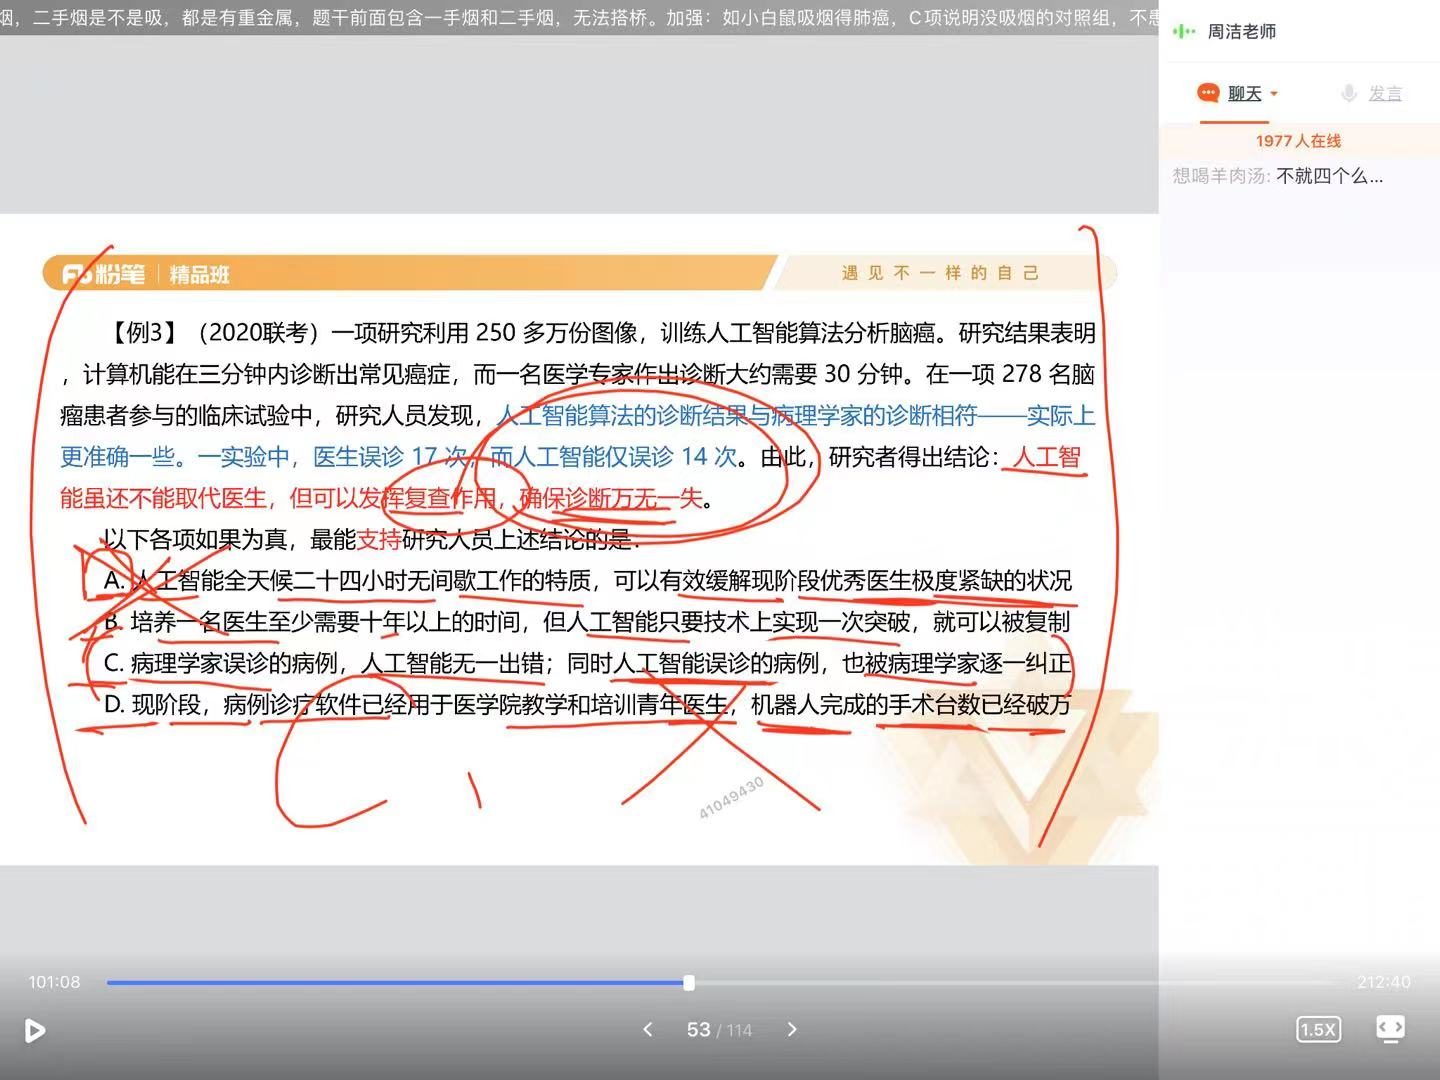 烟，二手烟是不是吸，都是有重金属，题干前面包含一手烟和二手烟，无法搭桥。加强：如小白鼠吸烟得肺癌，C项说明没吸烟的对照组，不患
周洁老师
聊天
发言
1977人在线
想喝羊肉汤: 不就四个么...
粉笔 精品班
遇见不一样的自己
【例3】（2020联考）一项研究利用 250 多万份图像，训练人工智能算法分析脑癌。研究结果表明
，计算机能在三分钟内诊断出常见癌症，而一名医学专家作出诊断大约需要 30 分钟。在一项 278 名脑
瘤患者参与的临床试验中，研究人员发现，人工智能算法的诊断结果与病理学家的诊断相符——实际上
更准确一些。一实验中，医生误诊 17 次，而人工智能仅误诊 14 次。由此，研究者得出结论：人工智
能虽还不能取代医生，但可以发挥复查作用，确保诊断万无一失。
以下各项如果为真，最能支持研究人员上述结论的是：
A. 人工智能全天候二十四小时无间歇工作的特质，可以有效缓解现阶段优秀医生极度紧缺的状况
B. 培养一名医生至少需要十年以上的时间，但人工智能只要技术上实现一次突破，就可以被复制
C. 病理学家误诊的病例，人工智能无一出错；同时人工智能误诊的病例，也被病理学家逐一纠正
D. 现阶段，病例诊疗软件已经用于医学院教学和培训青年医生，机器人完成的手术台数已经破万
41049430
101:08
212:40
53 / 114
1.5X